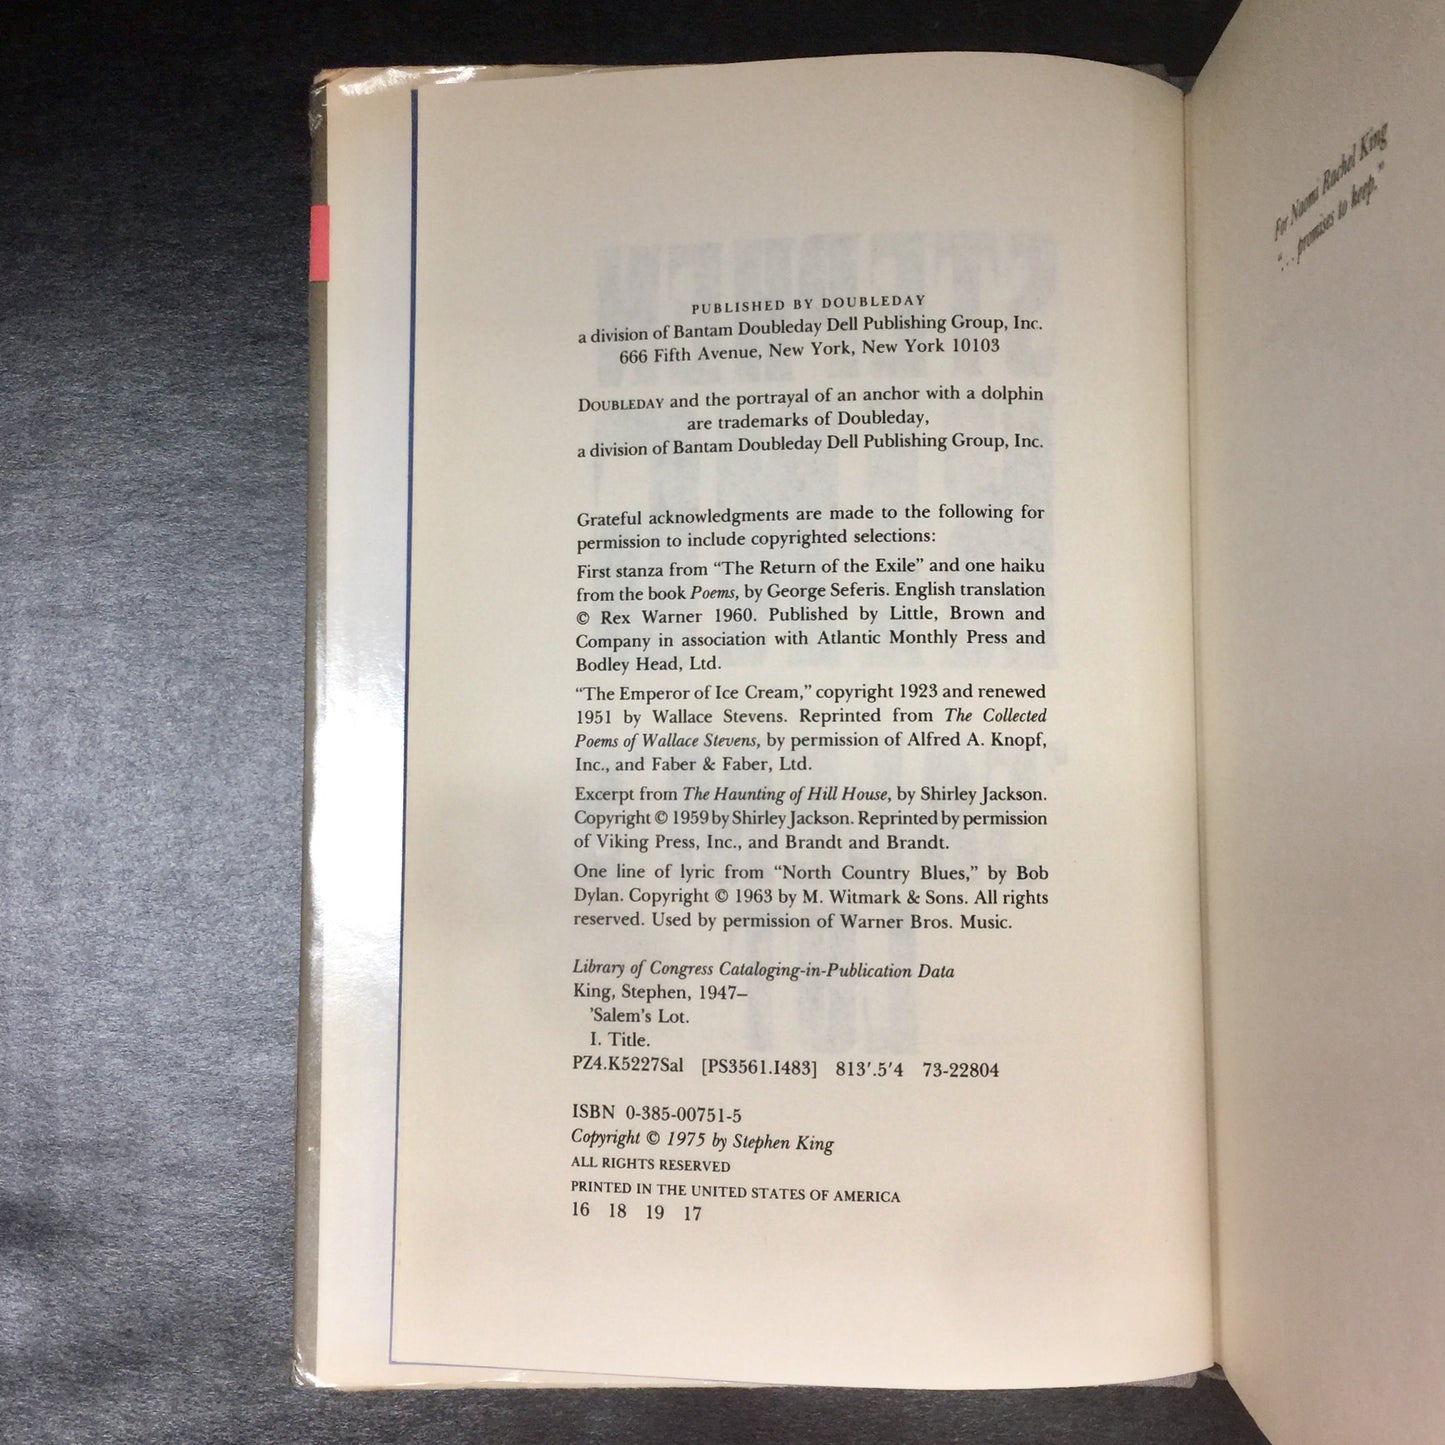 PUBLISHED BY DOUBLEDAY
a division of Bantam Doubleday Dell Publishing Group, Inc.
666 Fifth Avenue, New York, New York 10103
DOUBLEDAY and the portrayal of an anchor with a dolphin
are trademarks of Doubleday,
a division of Bantam Doubleday Dell Publishing Group, Inc.
Grateful acknowledgments are made to the following for
permission to include copyrighted selections:
First stanza from “The Return of the Exile” and one haiku
from the book Poems, by George Seferis. English translation
© Rex Warner 1960. Published by Little, Brown and
Company in association with Atlantic Monthly Press and
Bodley Head, Ltd.
“The Emperor of Ice Cream,” copyright 1923 and renewed
1951 by Wallace Stevens. Reprinted from The Collected
Poems of Wallace Stevens, by permission of Alfred A. Knopf,
Inc., and Faber & Faber, Ltd.
Excerpt from The Haunting of Hill House, by Shirley Jackson.
Copyright © 1959 by Shirley Jackson. Reprinted by permission
of Viking Press, Inc., and Brandt and Brandt.
One line of lyric from “North Country Blues,” by Bob
Dylan. Copyright © 1963 by M. Witmark & Sons. All rights
reserved. Used by permission of Warner Bros. Music.
Library of Congress Cataloging-in-Publication Data
King, Stephen, 1947–
’Salem’s Lot.
I. Title.
PZ4.K5227Sal [PS3561.I483] 813′.5′4 73-22804
ISBN 0-385-00751-5
Copyright © 1975 by Stephen King
ALL RIGHTS RESERVED
PRINTED IN THE UNITED STATES OF AMERICA
16 18 19 17
For Naomi Rachel King
“. . . promises to keep.”